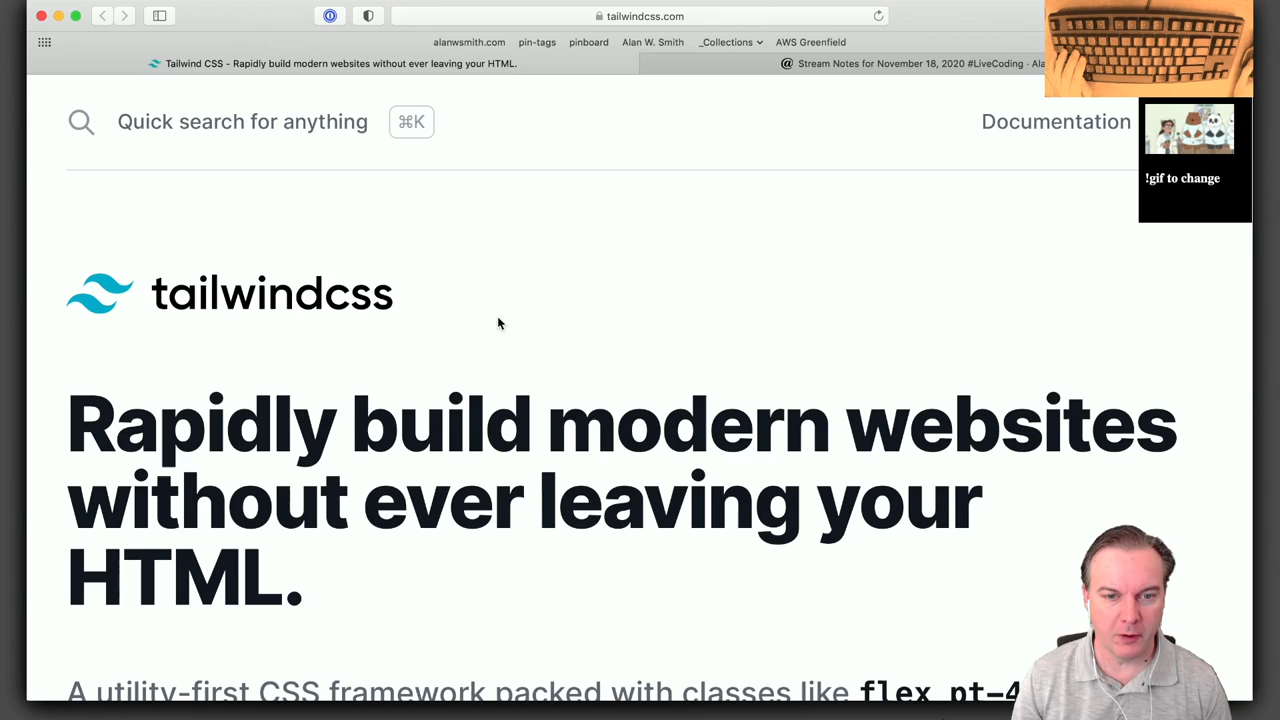 tailwindcss.com
alanwsmith.com pin-tags pinboard Alan W. Smith _Collections AWS Greenfield
Tailwind CSS - Rapidly build modern websites without ever leaving your HTML.
@ Stream Notes for November 18, 2020 #LiveCoding · Ala
Quick search for anything ⌘K
Documentation
!gif to change
tailwindcss
Rapidly build modern websites
without ever leaving your
HTML.
A utility-first CSS framework packed with classes like flex, pt-4